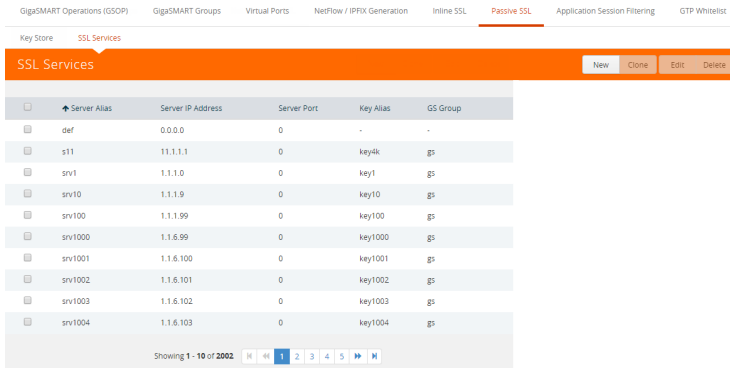 GigaSMART Operations (GSOP) GigaSMART Groups Virtual Ports NetFlow / IPFIX Generation Inline SSL Passive SSL Application Session Filtering GTP Whitelist
Key Store SSL Services
SSL Services New Clone Edit Delete
Server Alias Server IP Address Server Port Key Alias GS Group
def 0.0.0.0 0 - -
s11 11.1.1.1 0 key4k gs
srv1 1.1.1.0 0 key1 gs
srv10 1.1.1.9 0 key10 gs
srv100 1.1.1.99 0 key100 gs
srv1000 1.1.6.99 0 key1000 gs
srv1001 1.1.6.100 0 key1001 gs
srv1002 1.1.6.101 0 key1002 gs
srv1003 1.1.6.102 0 key1003 gs
srv1004 1.1.6.103 0 key1004 gs
Showing 1 - 10 of 2002 1 2 3 4 5